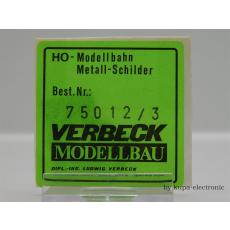 HO-Modellbahn
Metall-Schilder
Best.Nr.:
75012/3
VERBECK
MODELLBAU
DIPL.-ING. LUDWIG VERBECK
by kupa-electronic